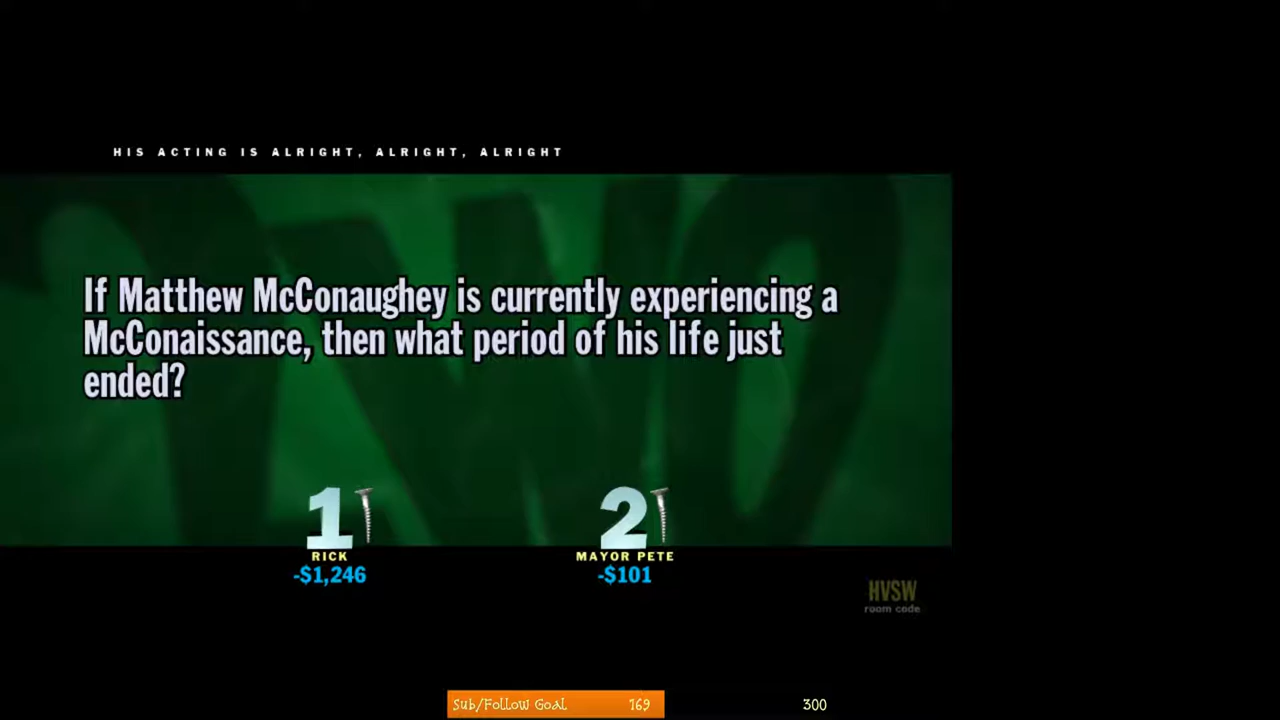 HIS ACTING IS ALRIGHT, ALRIGHT, ALRIGHT
If Matthew McConaughey is currently experiencing a
McConaissance, then what period of his life just
ended?
1 2
RICK MAYOR PETE
-$1,246 -$101
HVSW
room code
Sub/Follow Goal 169 300